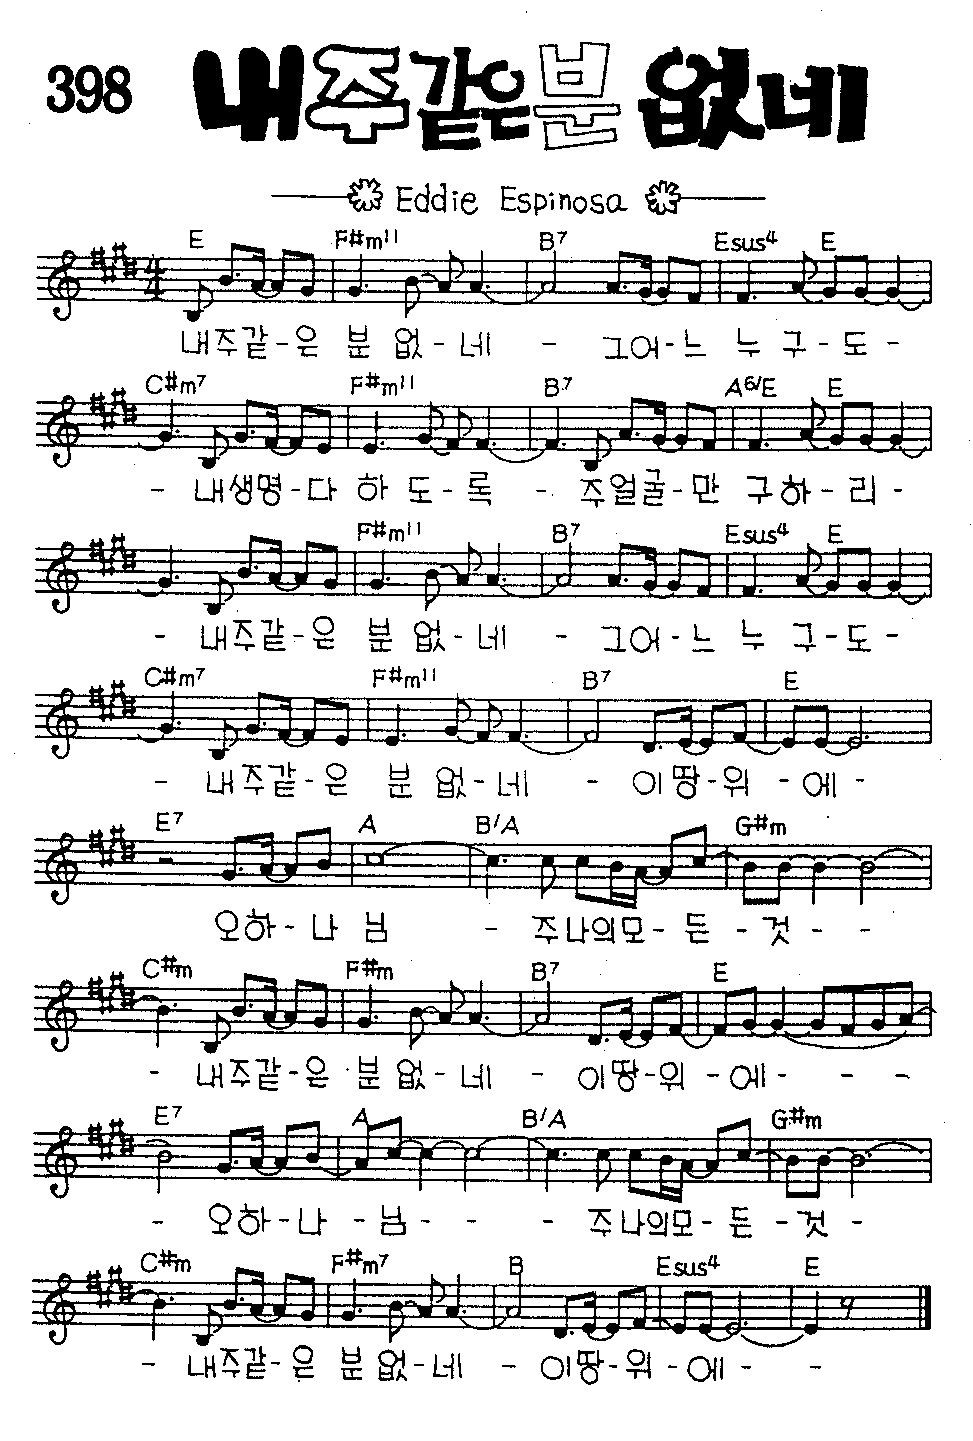 398 내주같은분 없네
Eddie Espinosa
E F#m11 B7 Esus4 E
4/4
내주같-은 분 없-네 - 그어-느 누 구-도-
C#m7 F#m11 B7 A6/E E
- 내생명-다 하 도-록 - 주얼굴-만 구하-리-
F#m11 B7 Esus4 E
- 내주같-은 분 없-네 - 그어-느 누 구-도-
C#m7 F#m11 B7 E
- 내주같-은 분 없-네 - 이땅-위 -에-
E7 A B/A G#m
오하-나 님 - 주나의모-든 -것 - -
C#m F#m B7 E
- 내주같-은 분 없-네 - 이땅-위 -에- - -
E7 A B/A G#m
- 오하-나 -님- - - 주나의모-든 -것 -
C#m F#m7 B Esus4 E
- 내주같-은 분없-네 - 이땅-위 -에- -